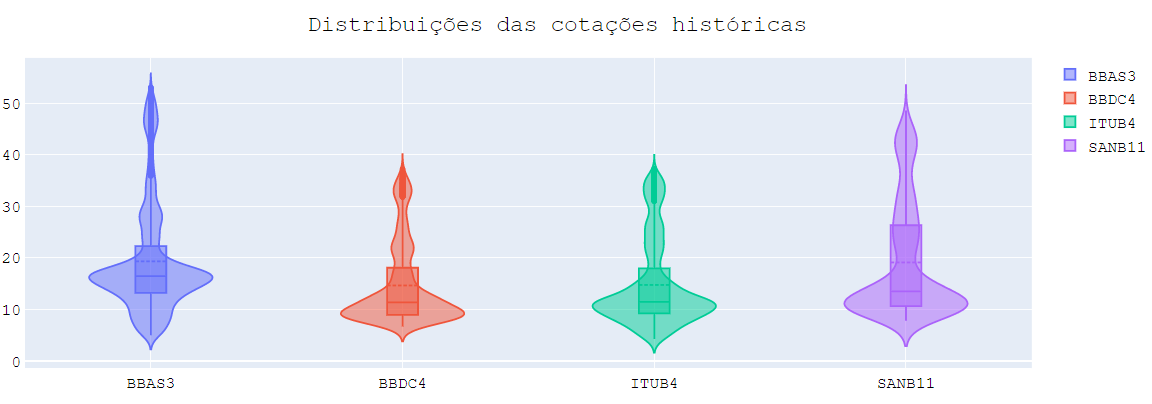 Distribuições das cotações históricas
50
40
30
20
10
0
BBAS3
BBDC4
ITUB4
SANB11
BBAS3
BBDC4
ITUB4
SANB11